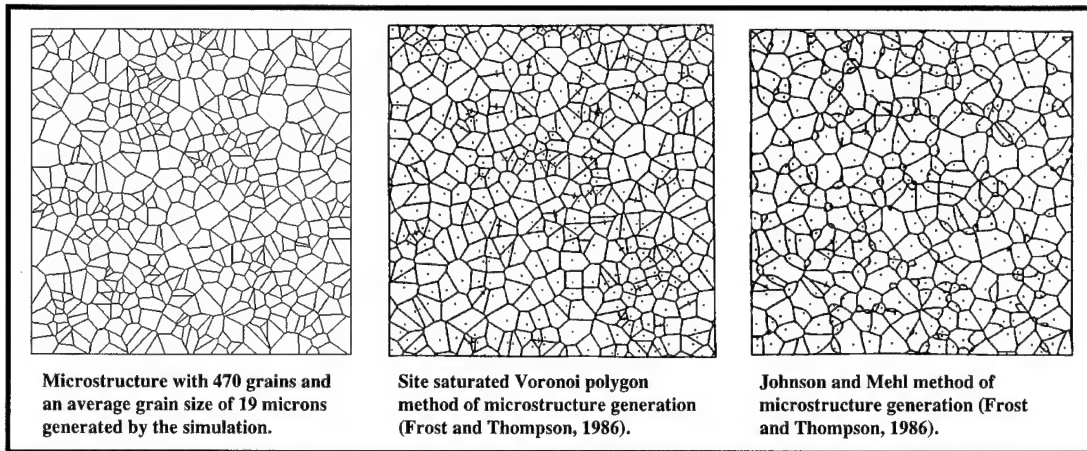 Microstructure with 470 grains and
an average grain size of 19 microns
generated by the simulation.
Site saturated Voronoi polygon
method of microstructure generation
(Frost and Thompson, 1986).
Johnson and Mehl method of
microstructure generation (Frost
and Thompson, 1986).